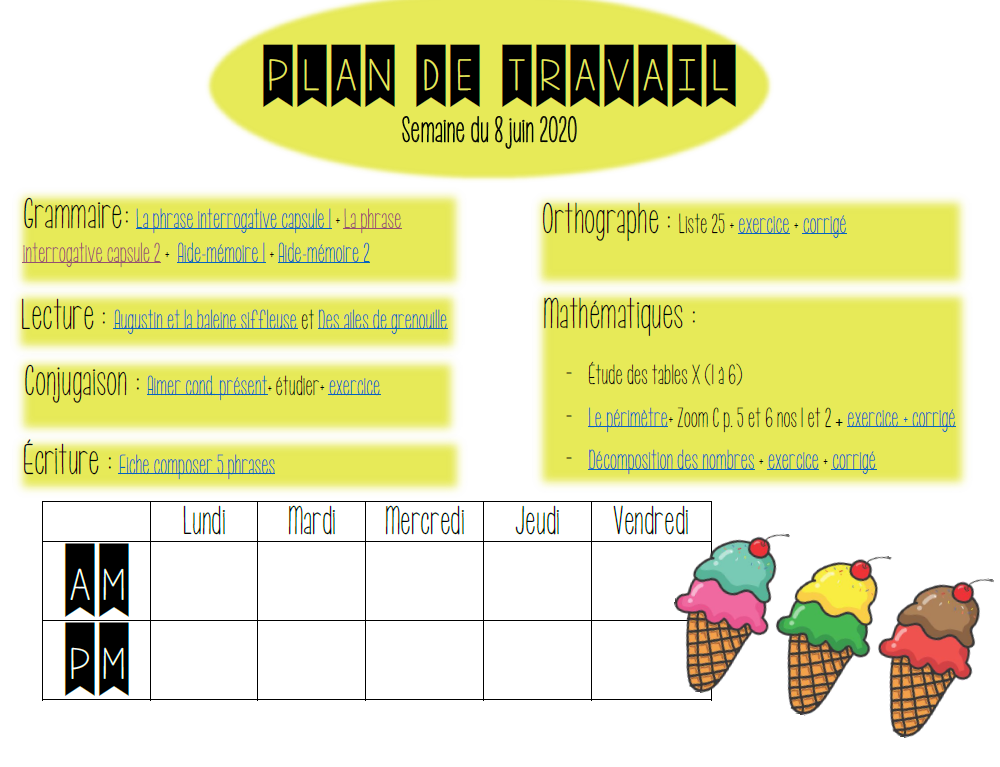 PLAN DE TRAVAIL
Semaine du 8 juin 2020
Grammaire : La phrase interrogative capsule 1 + La phrase
interrogative capsule 2 + Aide-mémoire 1 + Aide-mémoire 2
Lecture : Augustin et la baleine siffleuse et Des ailes de grenouille
Conjugaison : Aimer cond. présent+ étudier+ exercice
Écriture : Fiche composer 5 phrases
Orthographe : Liste 25 + exercice + corrigé
Mathématiques :
- Étude des tables X (1 à 6)
- Le périmètre+ Zoom C p. 5 et 6 nos 1 et 2 + exercice + corrigé
- Décomposition des nombres + exercice + corrigé
Lundi Mardi Mercredi Jeudi Vendredi
AM
PM